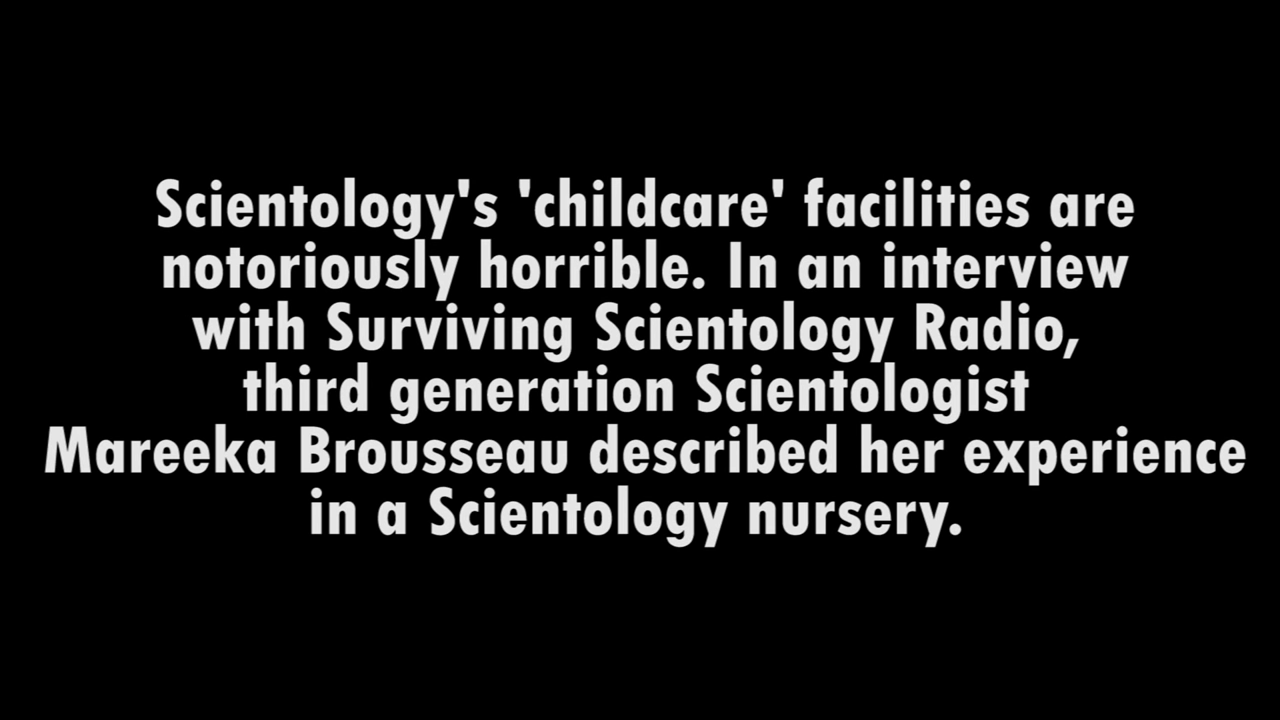 Scientology's 'childcare' facilities are
notoriously horrible. In an interview
with Surviving Scientology Radio,
third generation Scientologist
Mareeka Brousseau described her experience
in a Scientology nursery.